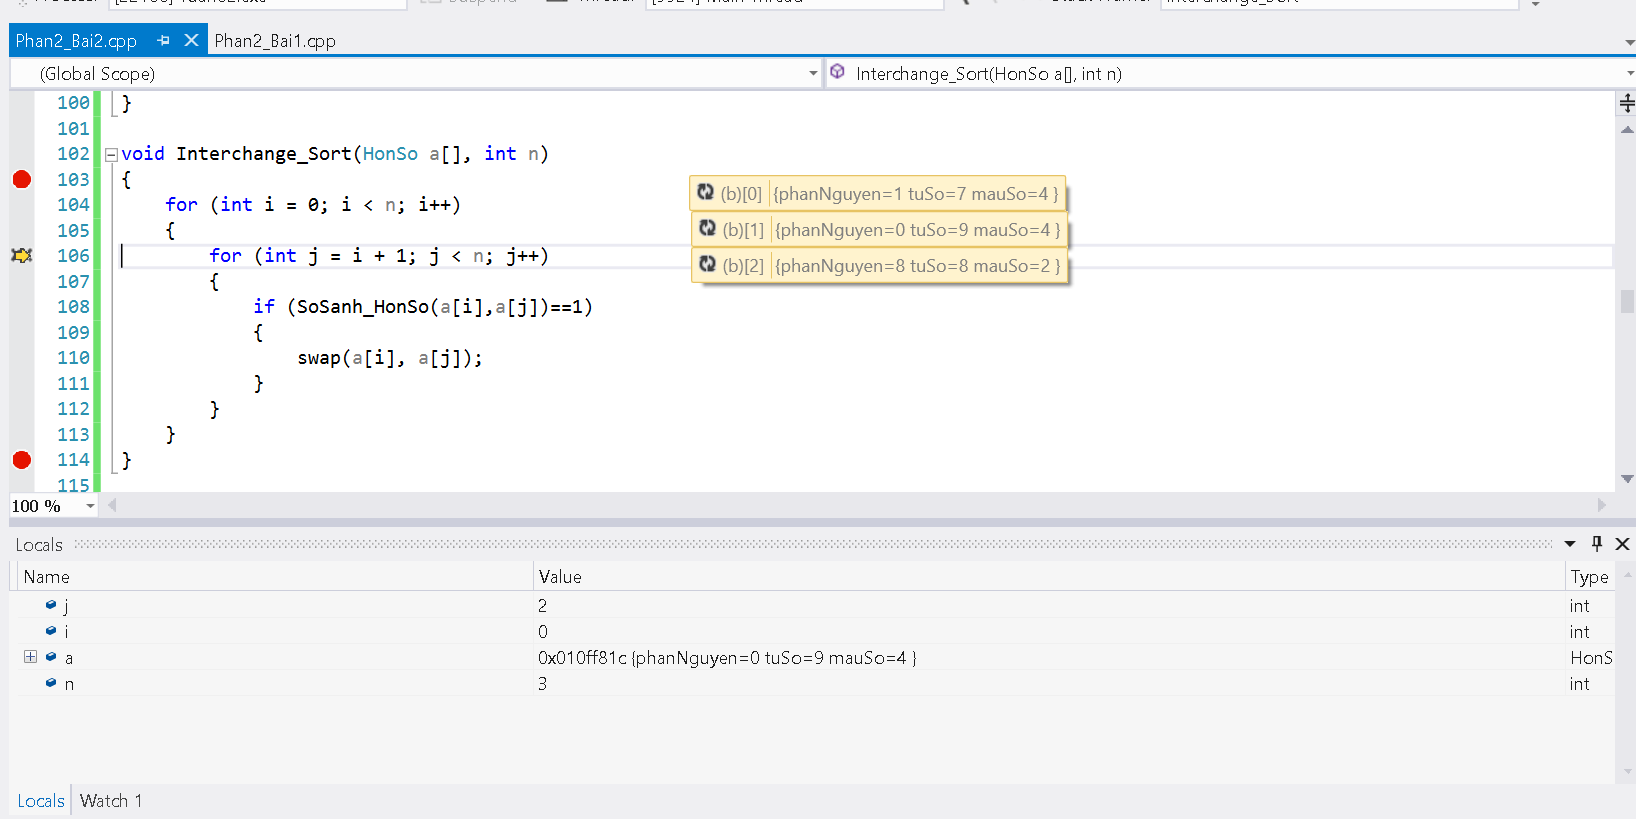 Phan2_Bai2.cpp Phan2_Bai1.cpp
(Global Scope) Interchange_Sort(HonSo a[], int n)
100 }
101
102 void Interchange_Sort(HonSo a[], int n)
103 {
104 for (int i = 0; i < n; i++)
105 {
106 for (int j = i + 1; j < n; j++)
107 {
108 if (SoSanh_HonSo(a[i],a[j])==1)
109 {
110 swap(a[i], a[j]);
111 }
112 }
113 }
114 }
115
(b)[0] {phanNguyen=1 tuSo=7 mauSo=4 }
(b)[1] {phanNguyen=0 tuSo=9 mauSo=4 }
(b)[2] {phanNguyen=8 tuSo=8 mauSo=2 }
100 %
Locals
Name Value Type
j 2 int
i 0 int
a 0x010ff81c {phanNguyen=0 tuSo=9 mauSo=4 } HonS
n 3 int
Locals Watch 1